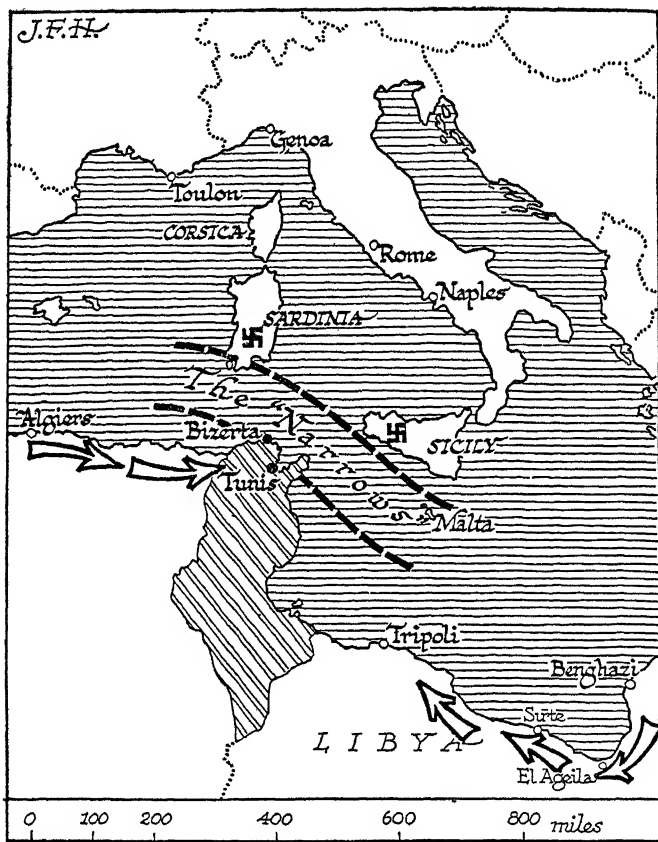 J.F.H.
Genoa
Toulon
CORSICA
Rome
Naples
SARDINIA
The "Narrows"
Algiers
Bizerta
SICILY
Tunis
Malta
Tripoli
Benghazi
Sirte
LIBYA
El Ageila
0 100 200 400 600 800 miles